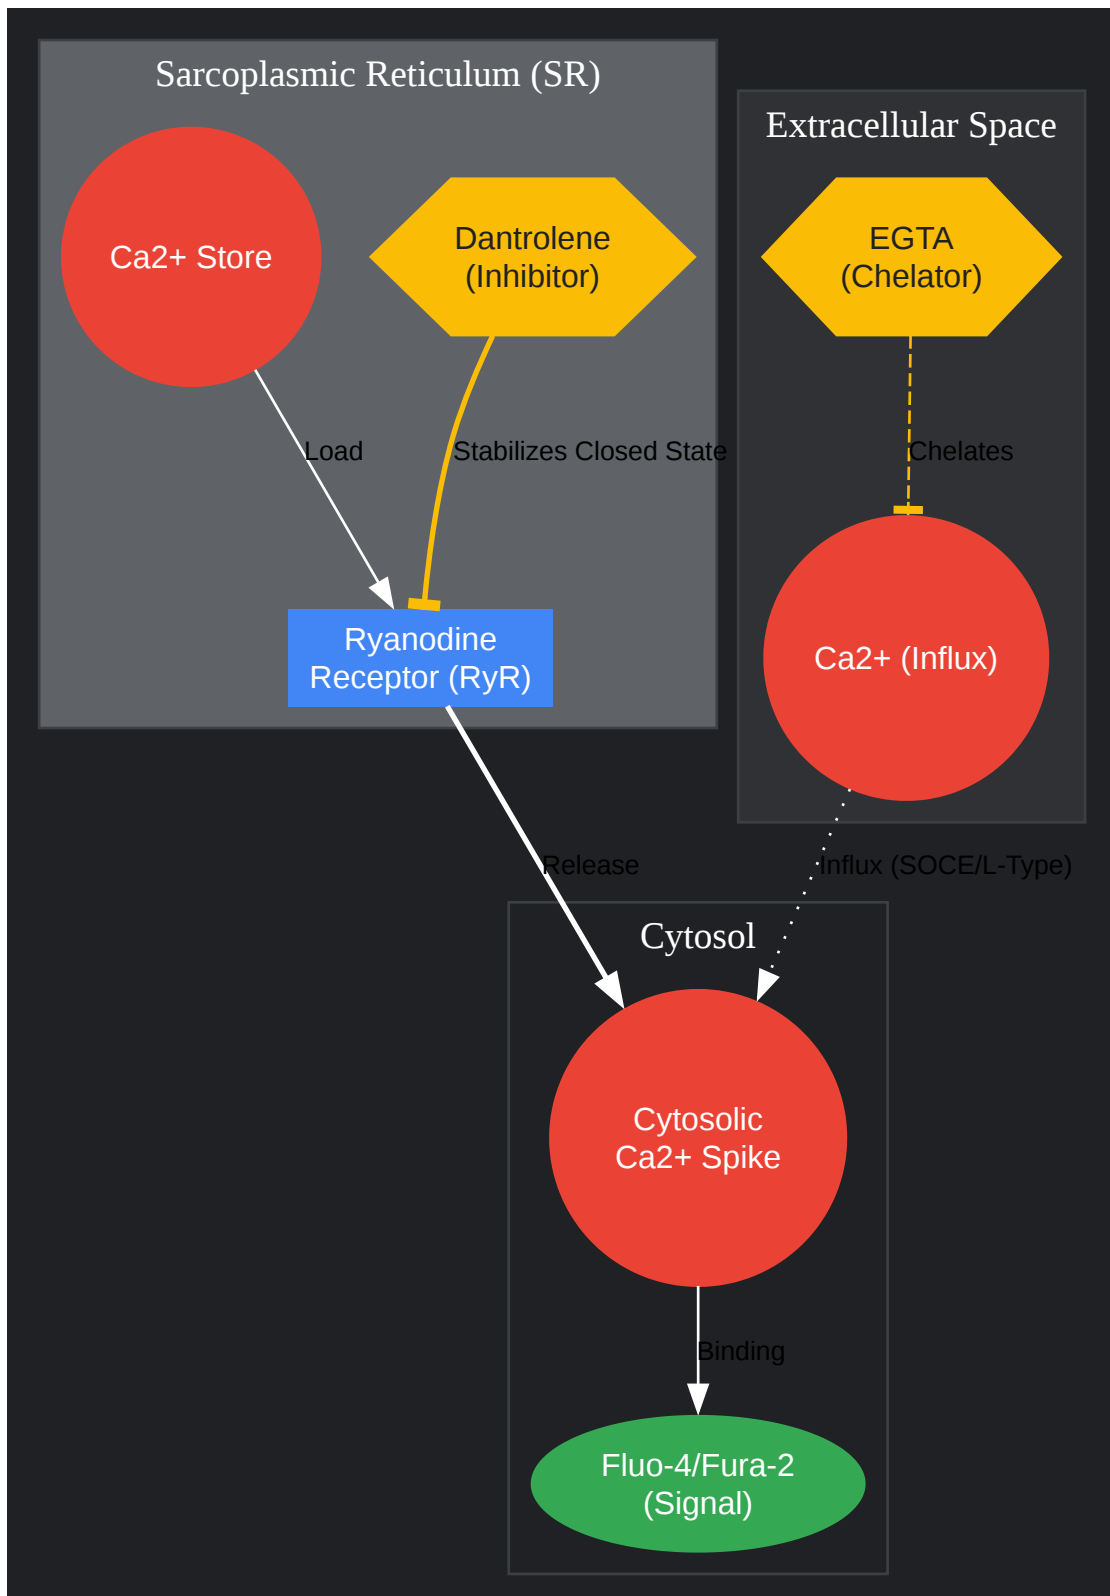 Sarcoplasmic Reticulum (SR)
Extracellular Space
Ca2+ Store
Dantrolene
(Inhibitor)
EGTA
(Chelator)
Load
Stabilizes Closed State
Chelates
Ryanodine
Receptor (RyR)
Ca2+ (Influx)
Release
Influx (SOCE/L-Type)
Cytosol
Cytosolic
Ca2+ Spike
Binding
Fluo-4/Fura-2
(Signal)